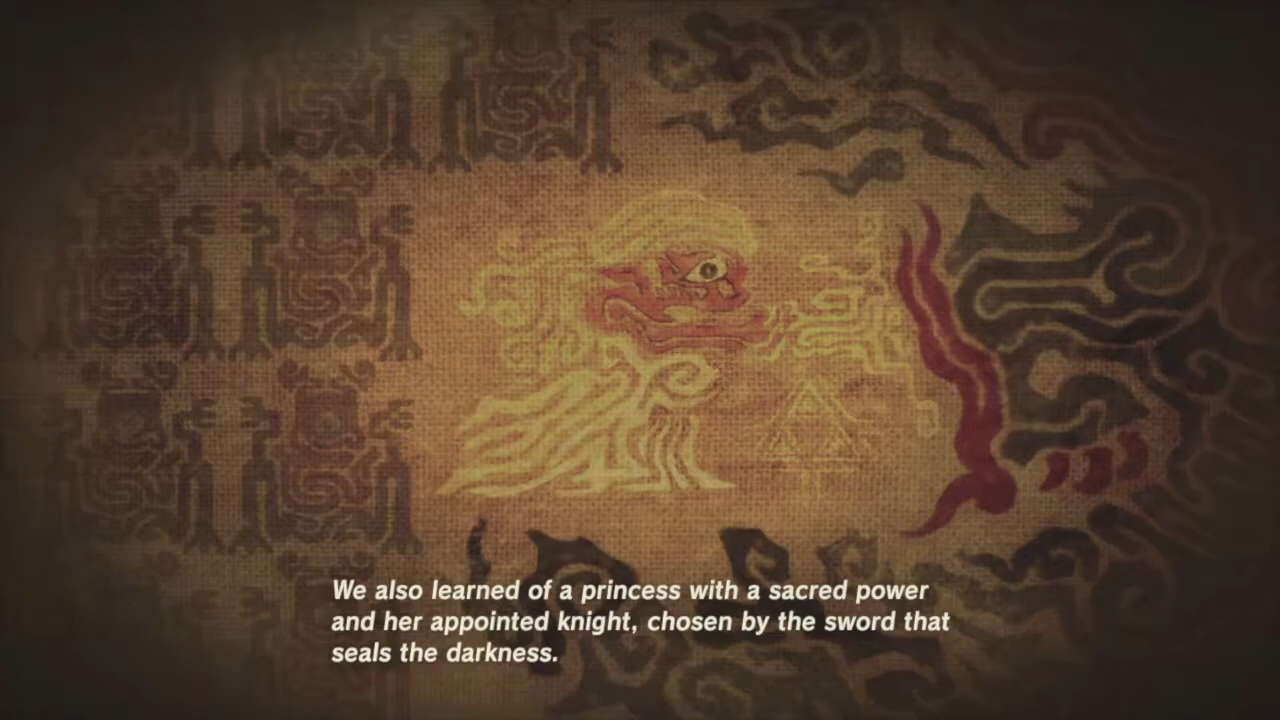 We also learned of a princess with a sacred power
and her appointed knight, chosen by the sword that
seals the darkness.